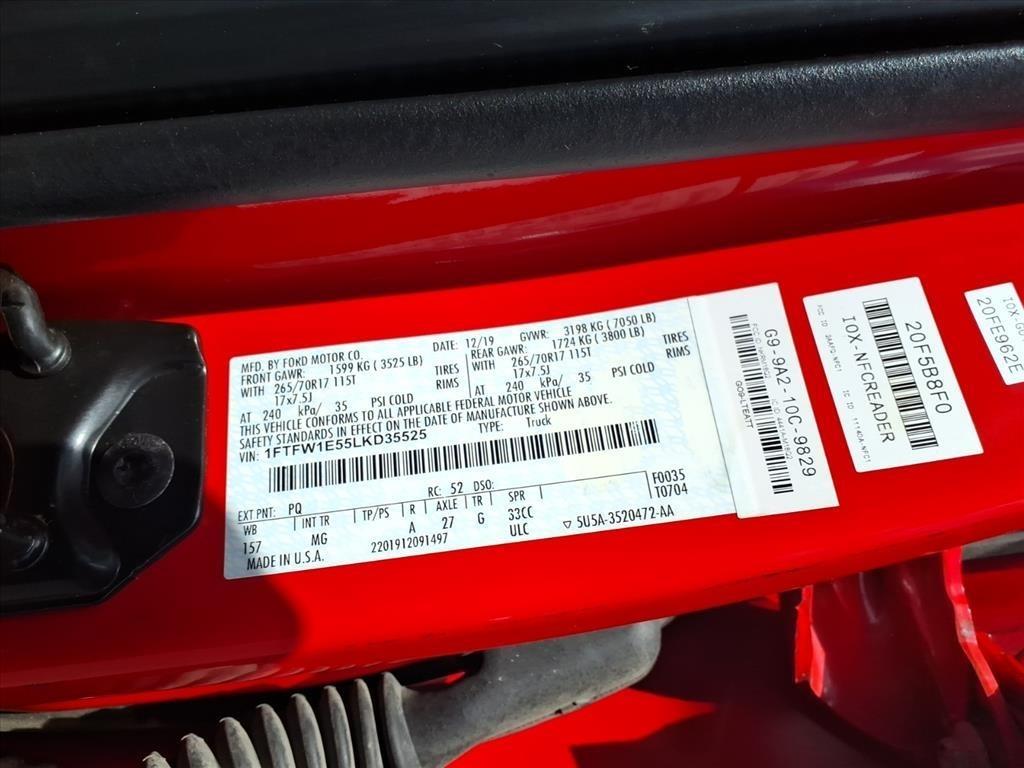 MFD. BY FORD MOTOR CO.
DATE: 12/19
GVWR: 3198 KG ( 7050 LB)
FRONT GAWR: 1599 KG ( 3525 LB)
REAR GAWR: 1724 KG ( 3800 LB)
WITH 265/70R17 115T TIRES
WITH 265/70R17 115T TIRES
17x7.5J RIMS
17x7.5J RIMS
AT 240 kPa/ 35 PSI COLD
AT 240 kPa/ 35 PSI COLD
THIS VEHICLE CONFORMS TO ALL APPLICABLE FEDERAL MOTOR VEHICLE
SAFETY STANDARDS IN EFFECT ON THE DATE OF MANUFACTURE SHOWN ABOVE.
VIN: 1FTFW1E55LKD35525
TYPE: Truck
EXT PNT: PQ RC: 52 DSO: F0035
WB INT TR TP/PS R AXLE TR SPR T0704
157 MG A 27 G 33CC
ULC ▽ 5U5A-3520472-AA
MADE IN U.S.A. 2201912091497
G9-9A2-10C-9829
GO9-LTEATT
20F5B8F0
IOX-NFCREADER
20FE962E